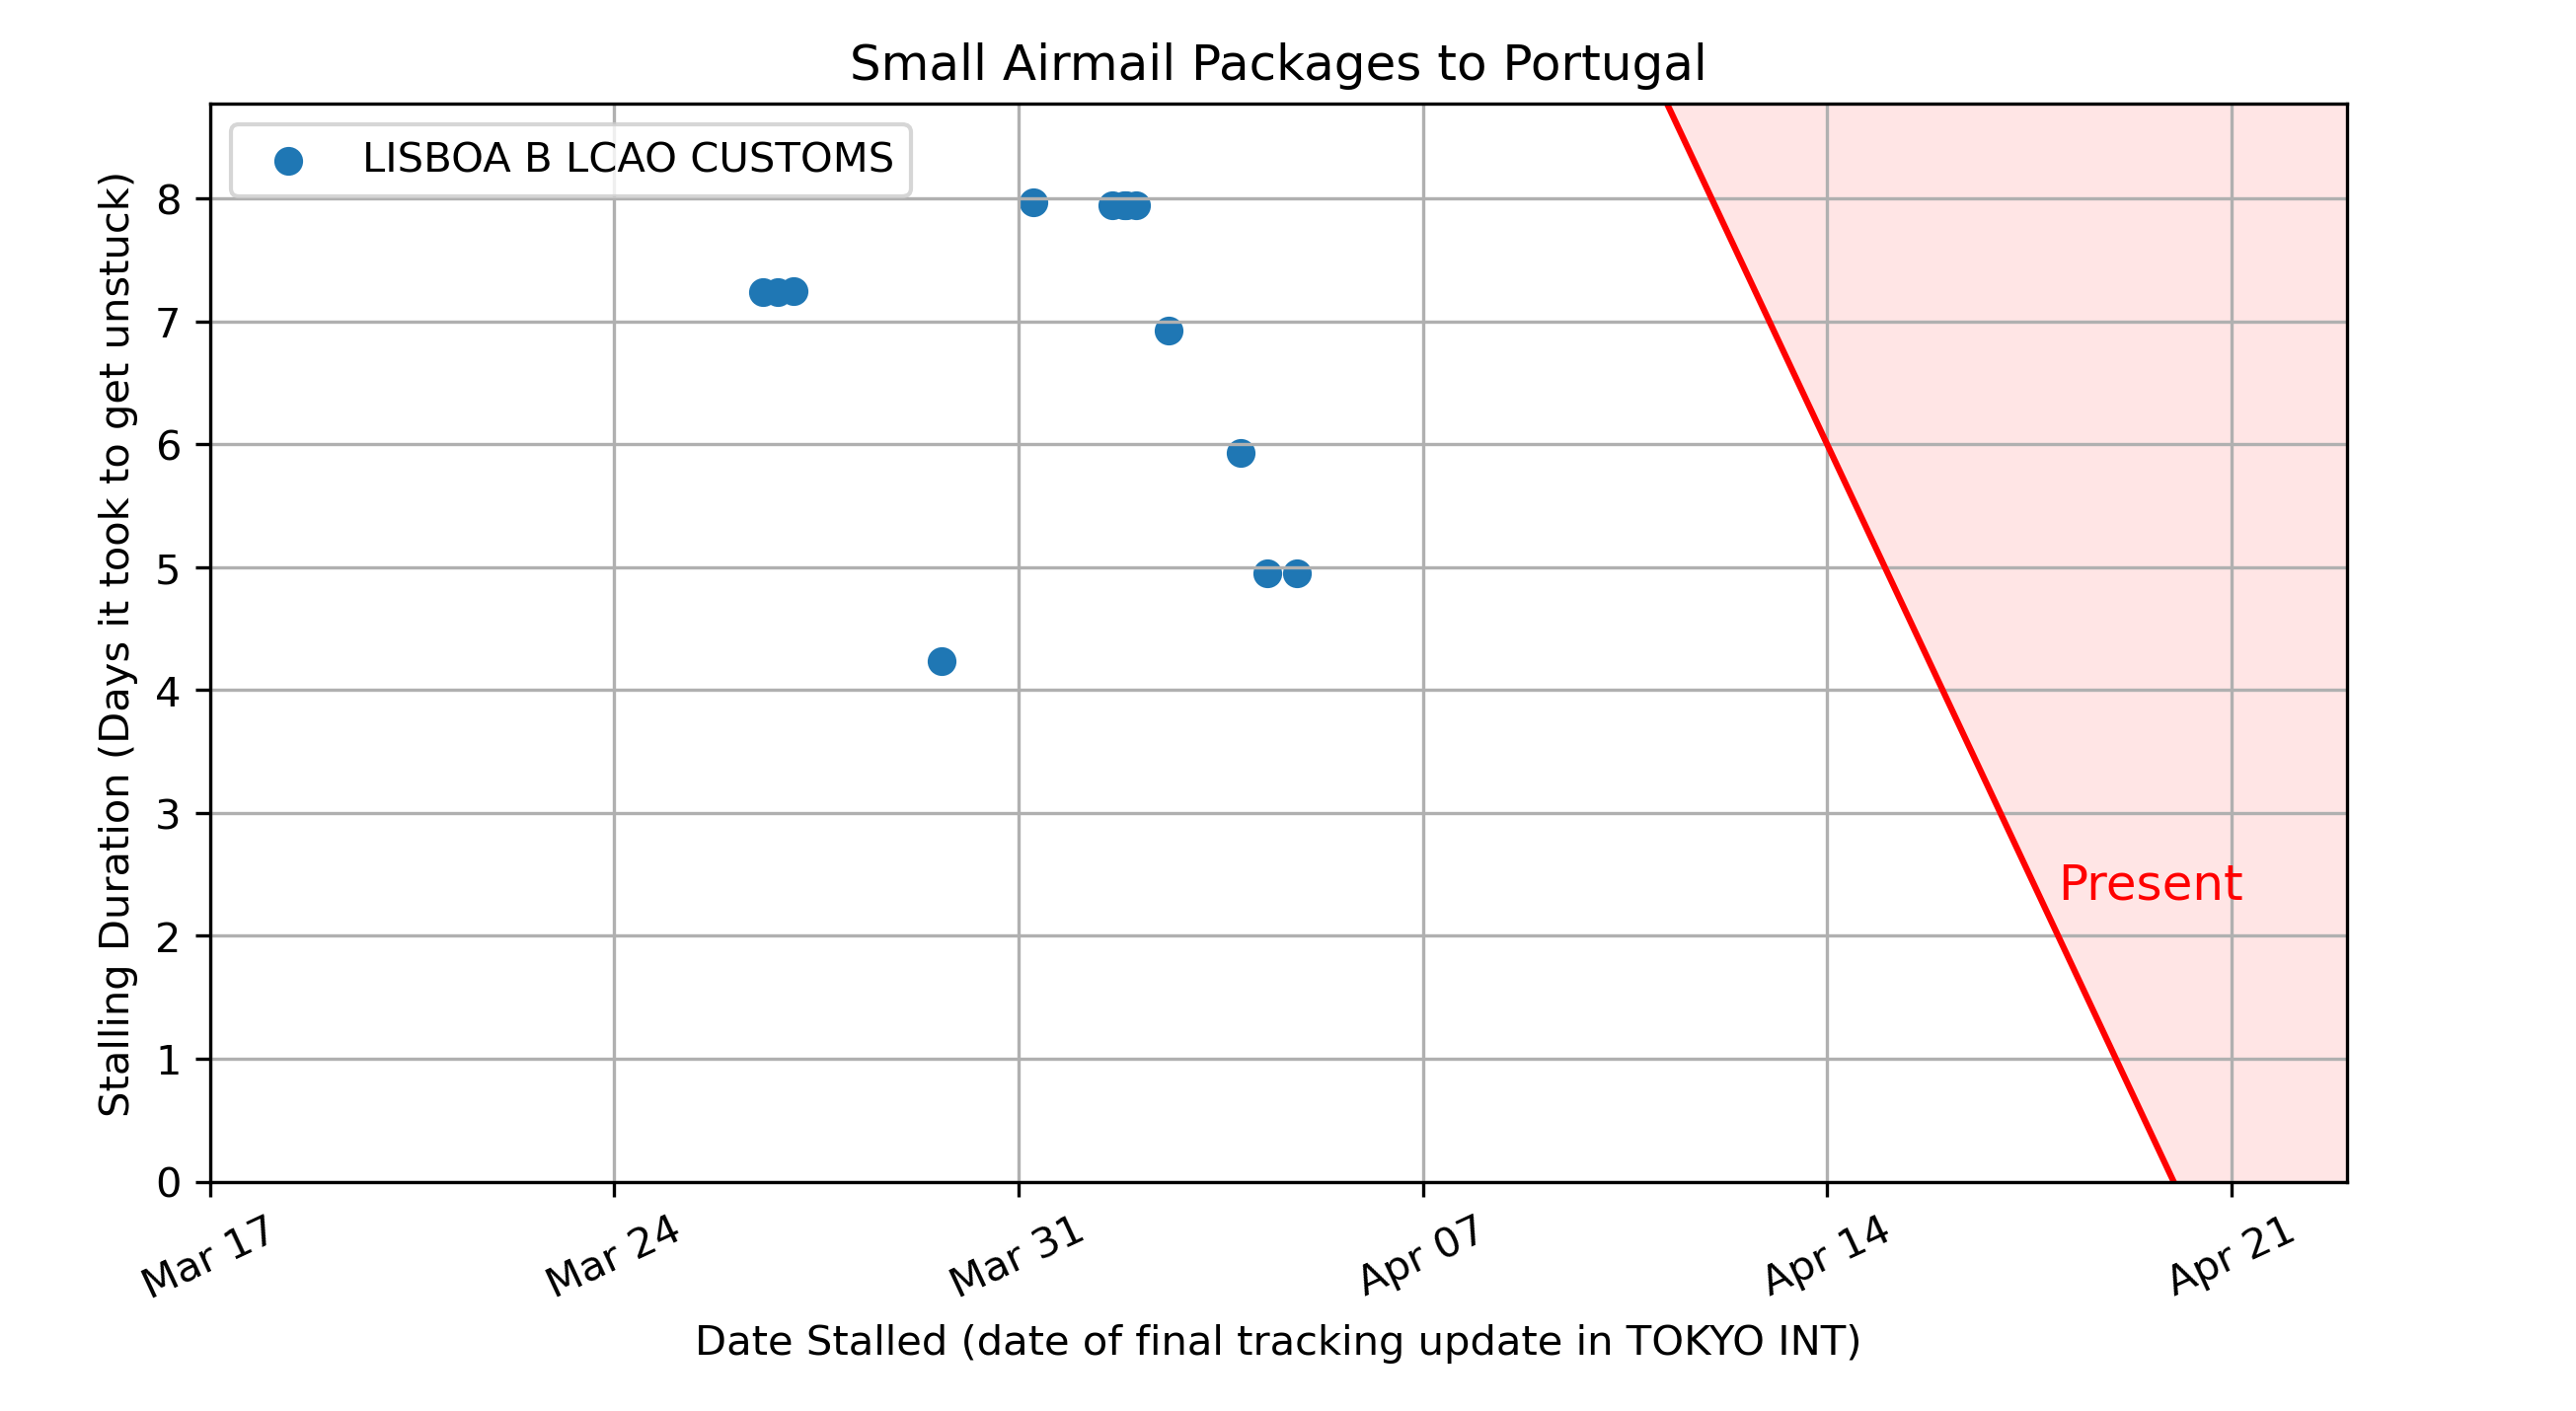 Small Airmail Packages to Portugal
LISBOA B LCAO CUSTOMS
Stalling Duration (Days it took to get unstuck)
8
7
6
5
4
3
2
1
0
Present
Mar 17
Mar 24
Mar 31
Apr 07
Apr 14
Apr 21
Date Stalled (date of final tracking update in TOKYO INT)